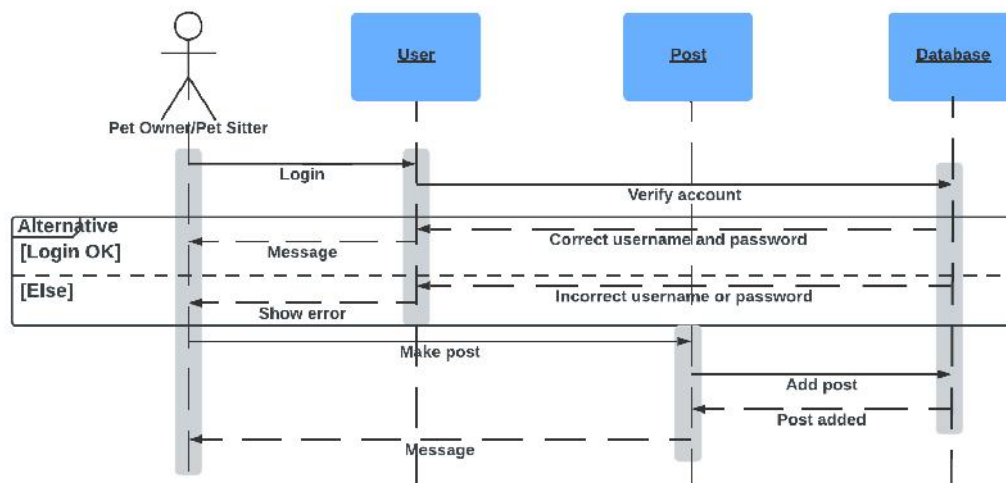 User
Post
Database
Pet Owner/Pet Sitter
Login
Verify account
Alternative
Correct username and password
[Login OK]
Message
[Else]
Incorrect username or password
Show error
Make post
Add post
Post added
Message